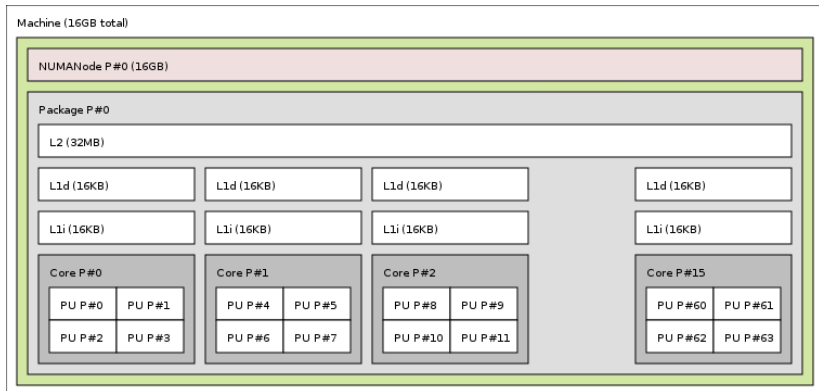 Machine (16GB total)
NUMANode P#0 (16GB)
Package P#0
L2 (32MB)
L1d (16KB) L1d (16KB) L1d (16KB) L1d (16KB)
L1i (16KB) L1i (16KB) L1i (16KB) L1i (16KB)
Core P#0 Core P#1 Core P#2 Core P#15
PU P#0 PU P#1 PU P#4 PU P#5 PU P#8 PU P#9 PU P#60 PU P#61
PU P#2 PU P#3 PU P#6 PU P#7 PU P#10 PU P#11 PU P#62 PU P#63